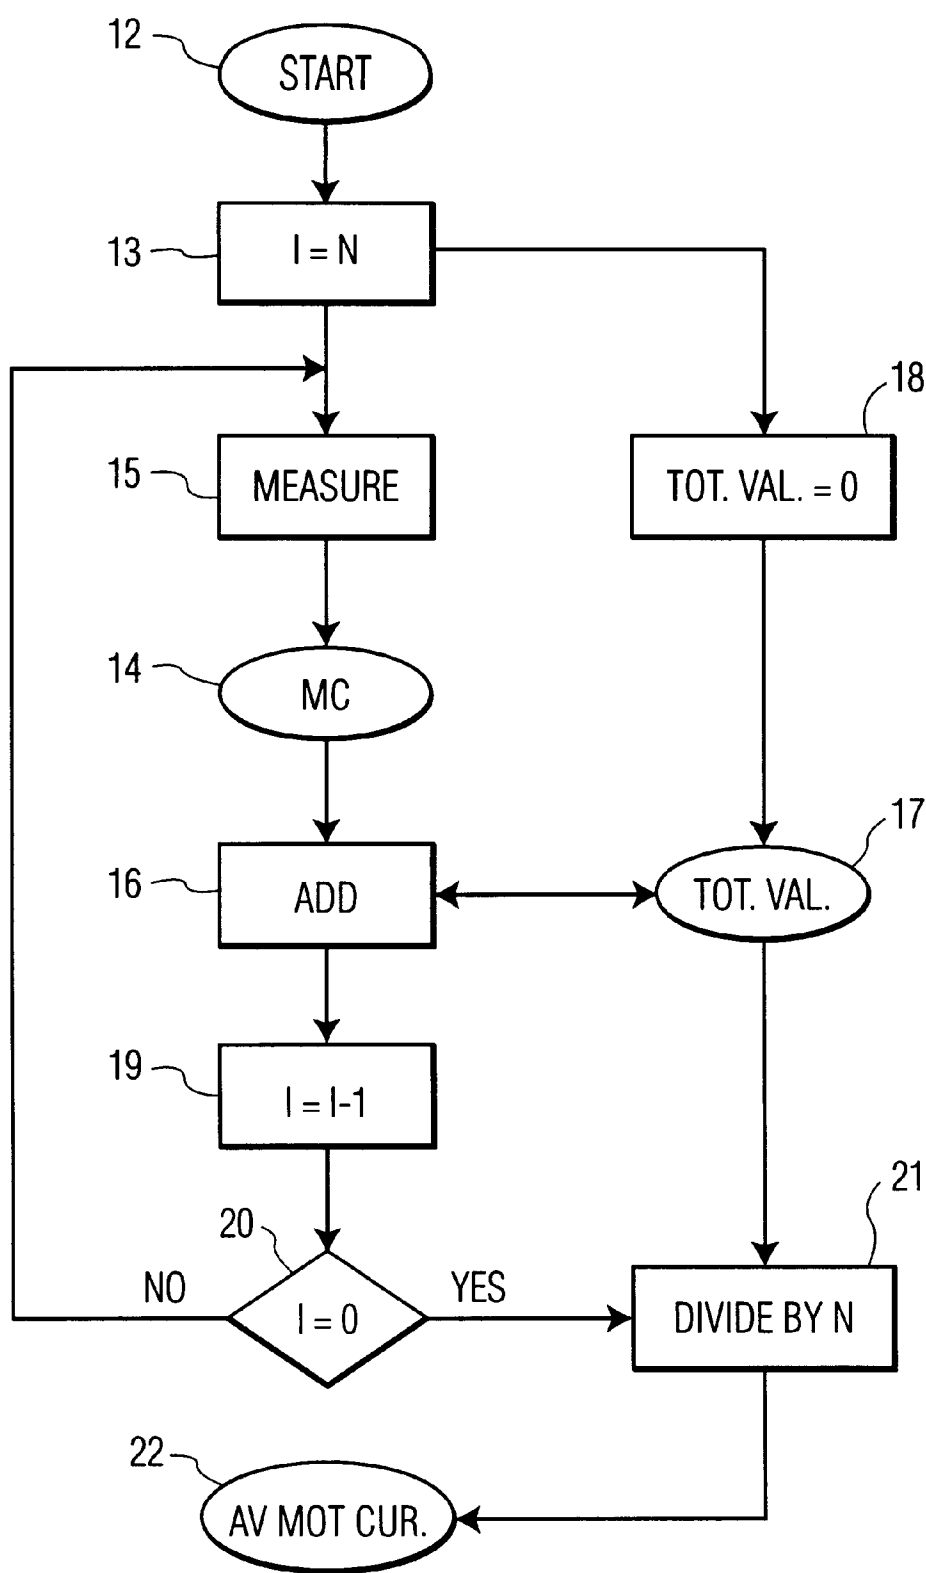 12
START
13
I = N
18
15
MEASURE
TOT. VAL. = 0
14
MC
17
16
ADD
TOT. VAL.
19
I = I-1
21
20
NO
YES
I = 0
DIVIDE BY N
22
AV MOT CUR.